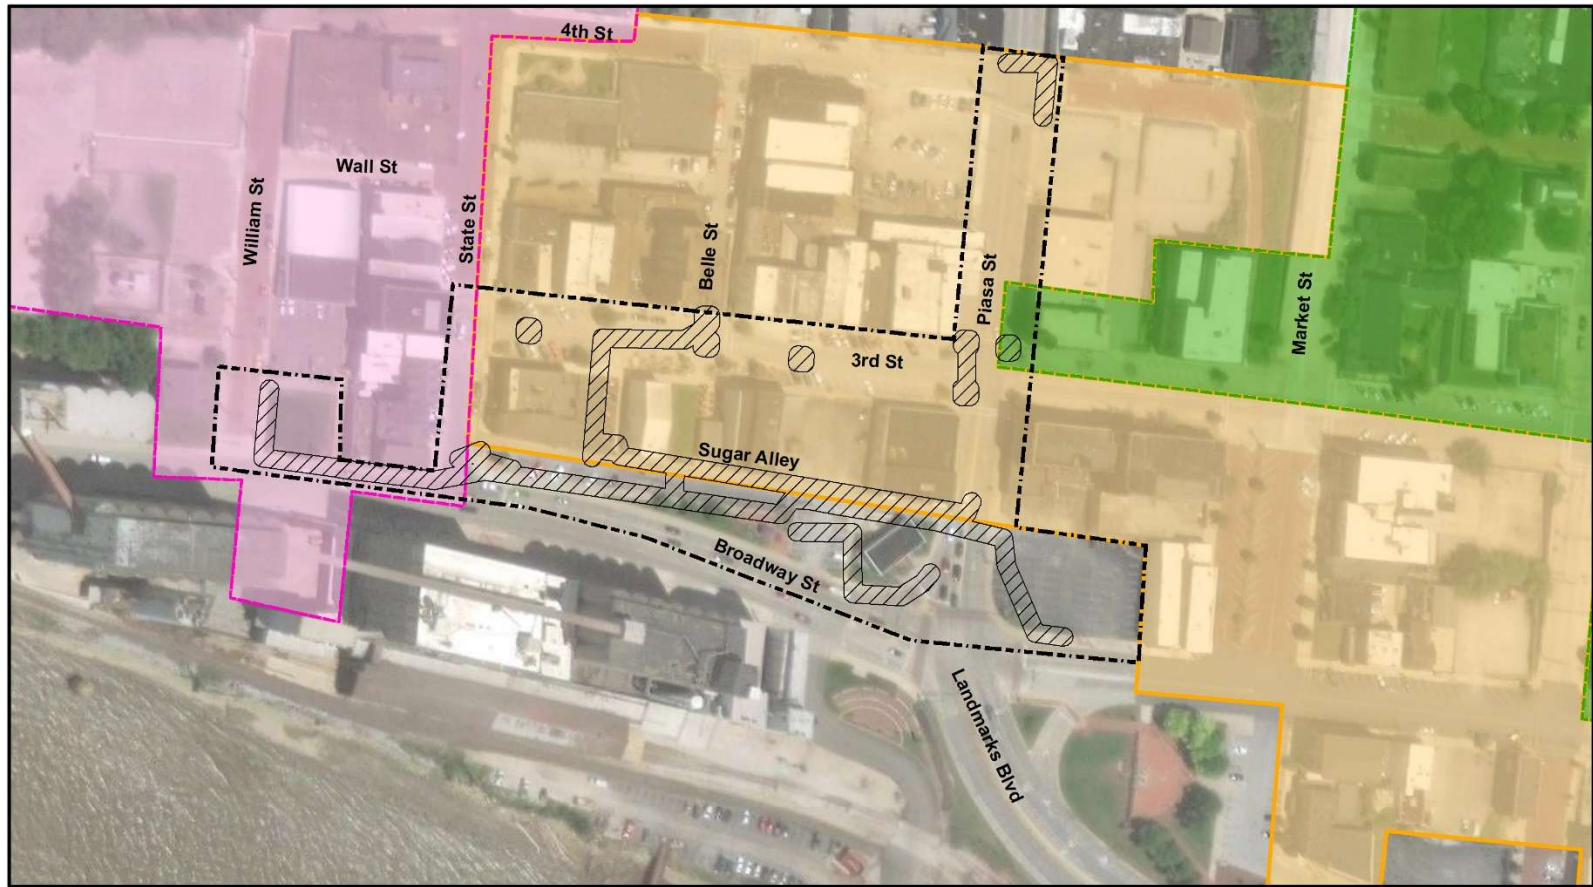 4th St
Wall St
William St
State St
Belle St
Piasa St
Market St
3rd St
Sugar Alley
Broadway St
Landmarks Blvd